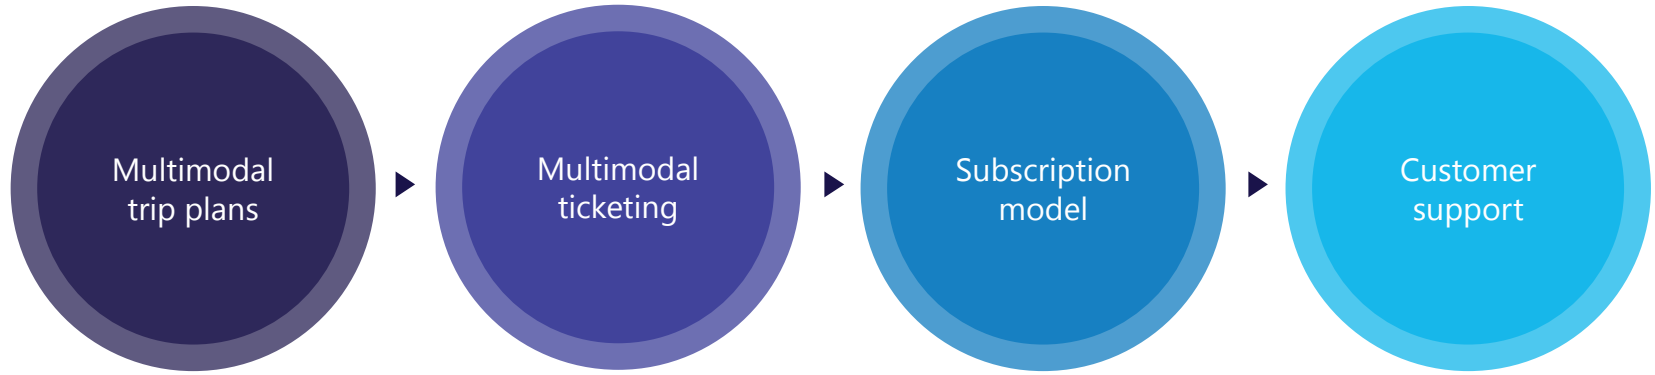 Multimodal
trip plans
Multimodal
ticketing
Subscription
model
Customer
support